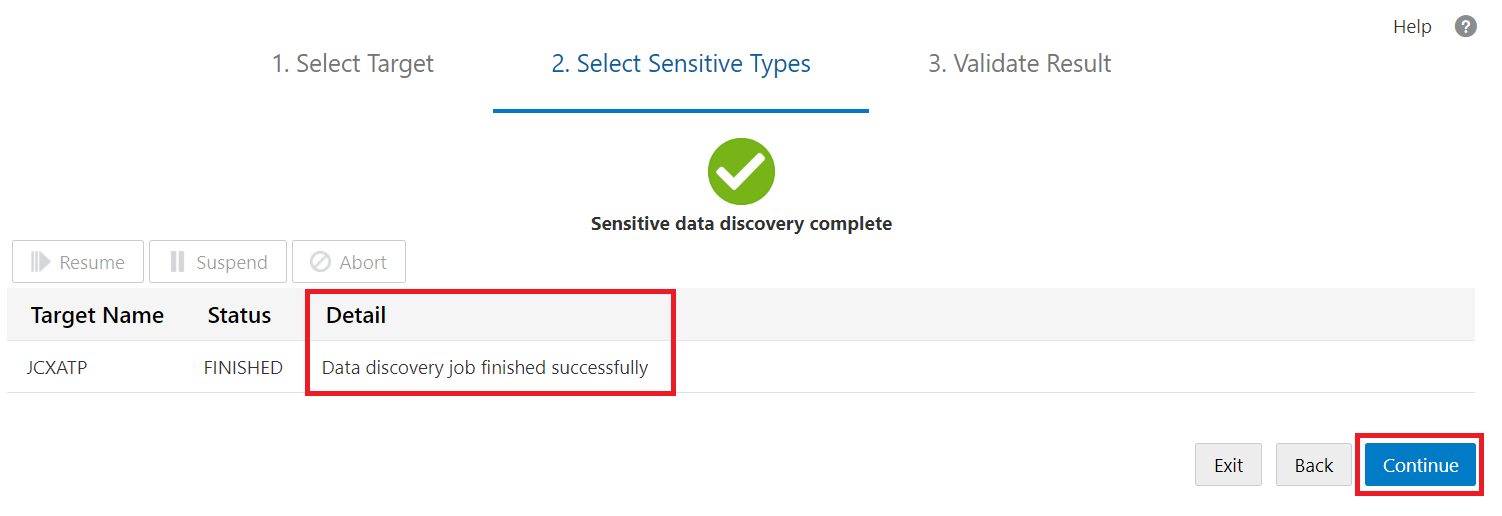 Help ?
1. Select Target 2. Select Sensitive Types 3. Validate Result
Sensitive data discovery complete
Resume Suspend Abort
Target Name Status Detail
JCXATP FINISHED Data discovery job finished successfully
Exit Back Continue